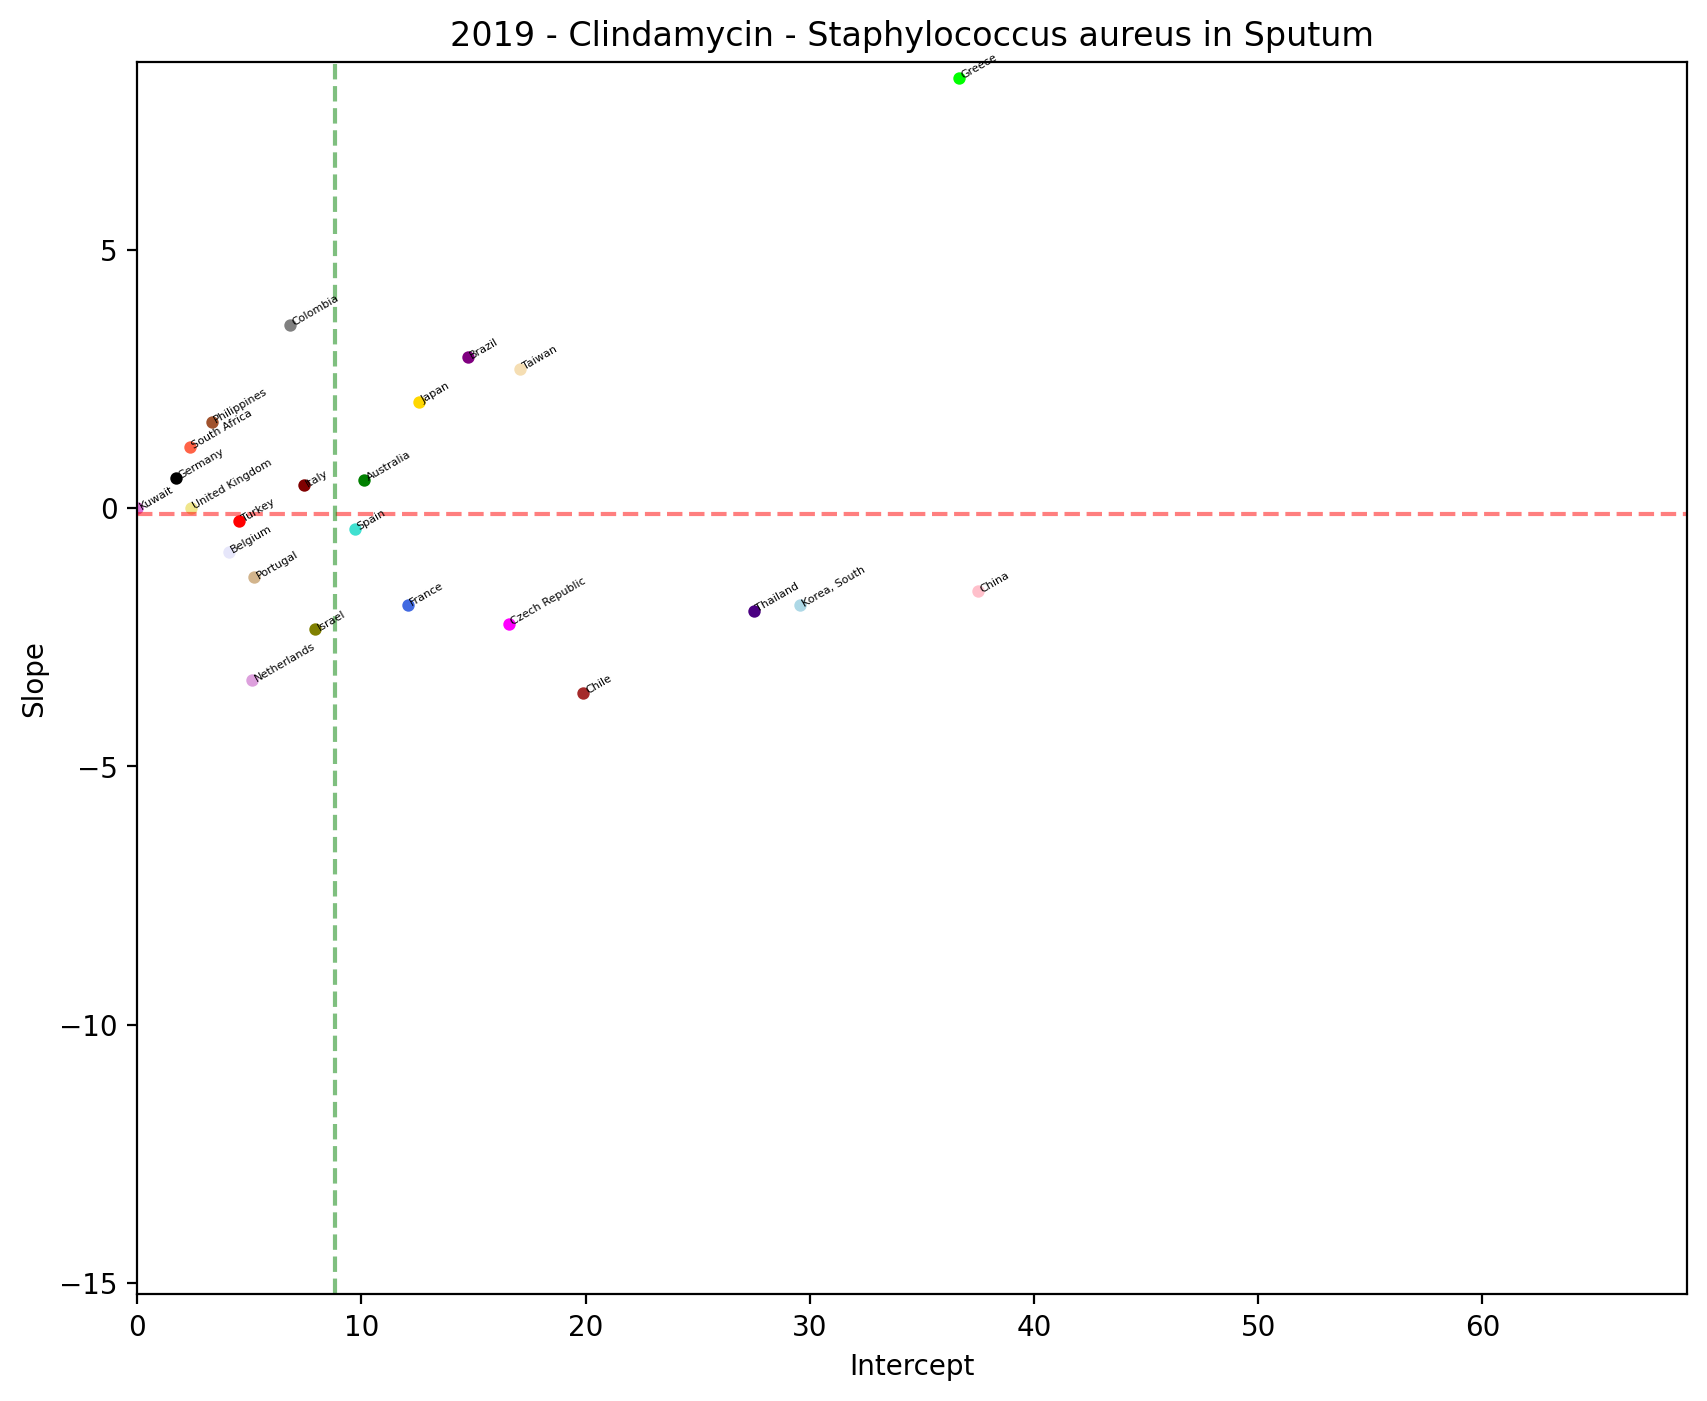 2019 - Clindamycin - Staphylococcus aureus in Sputum
Greece
5
Colombia
Brazil
Taiwan
Japan
Philippines
South Africa
Germany
Australia
United Kingdom
Italy
Kuwait
0
Turkey
Spain
Belgium
Portugal
France
Czech Republic
Thailand
Korea, South
China
Israel
Netherlands
Chile
Slope
−5
−10
−15
0 10 20 30 40 50 60
Intercept